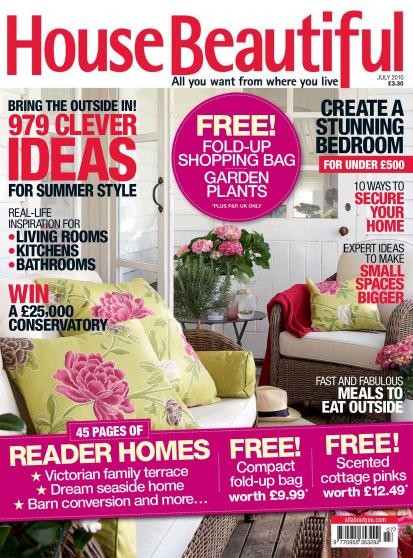 House Beautiful
All you want from where you live
JULY 2010
£3.30
BRING THE OUTSIDE IN!
979 CLEVER
IDEAS
FOR SUMMER STYLE
REAL-LIFE
INSPIRATION FOR
• LIVING ROOMS
• KITCHENS
• BATHROOMS
WIN
A £25,000
CONSERVATORY
FREE!
FOLD-UP
SHOPPING BAG
GARDEN
PLANTS
*PLUS P&P. UK ONLY
CREATE A
STUNNING
BEDROOM
FOR UNDER £500
10 WAYS TO
SECURE
YOUR
HOME
EXPERT IDEAS
TO MAKE
SMALL
SPACES
BIGGER
FAST AND FABULOUS
MEALS TO
EAT OUTSIDE
45 PAGES OF
READER HOMES
★ Victorian family terrace
★ Dream seaside home
★ Barn conversion and more...
FREE!
Compact
fold-up bag
worth £9.99*
FREE!
Scented
cottage pinks
worth £12.49*
allaboutyou.com
07
9 770955 353292